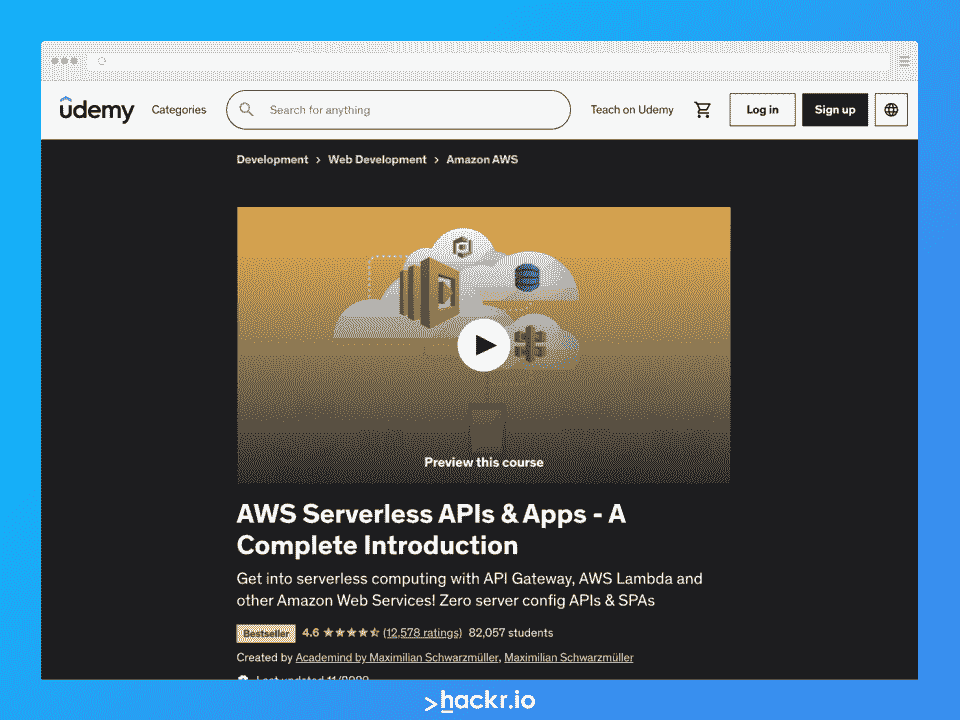 udemy Categories Search for anything Teach on Udemy Log in Sign up
Development > Web Development > Amazon AWS
Preview this course
AWS Serverless APIs & Apps - A
Complete Introduction
Get into serverless computing with API Gateway, AWS Lambda and
other Amazon Web Services! Zero server config APIs & SPAs
Bestseller 4.6 (12,578 ratings) 82,057 students
Created by Academind by Maximilian Schwarzmüller, Maximilian Schwarzmüller
Last updated
>hackr.io